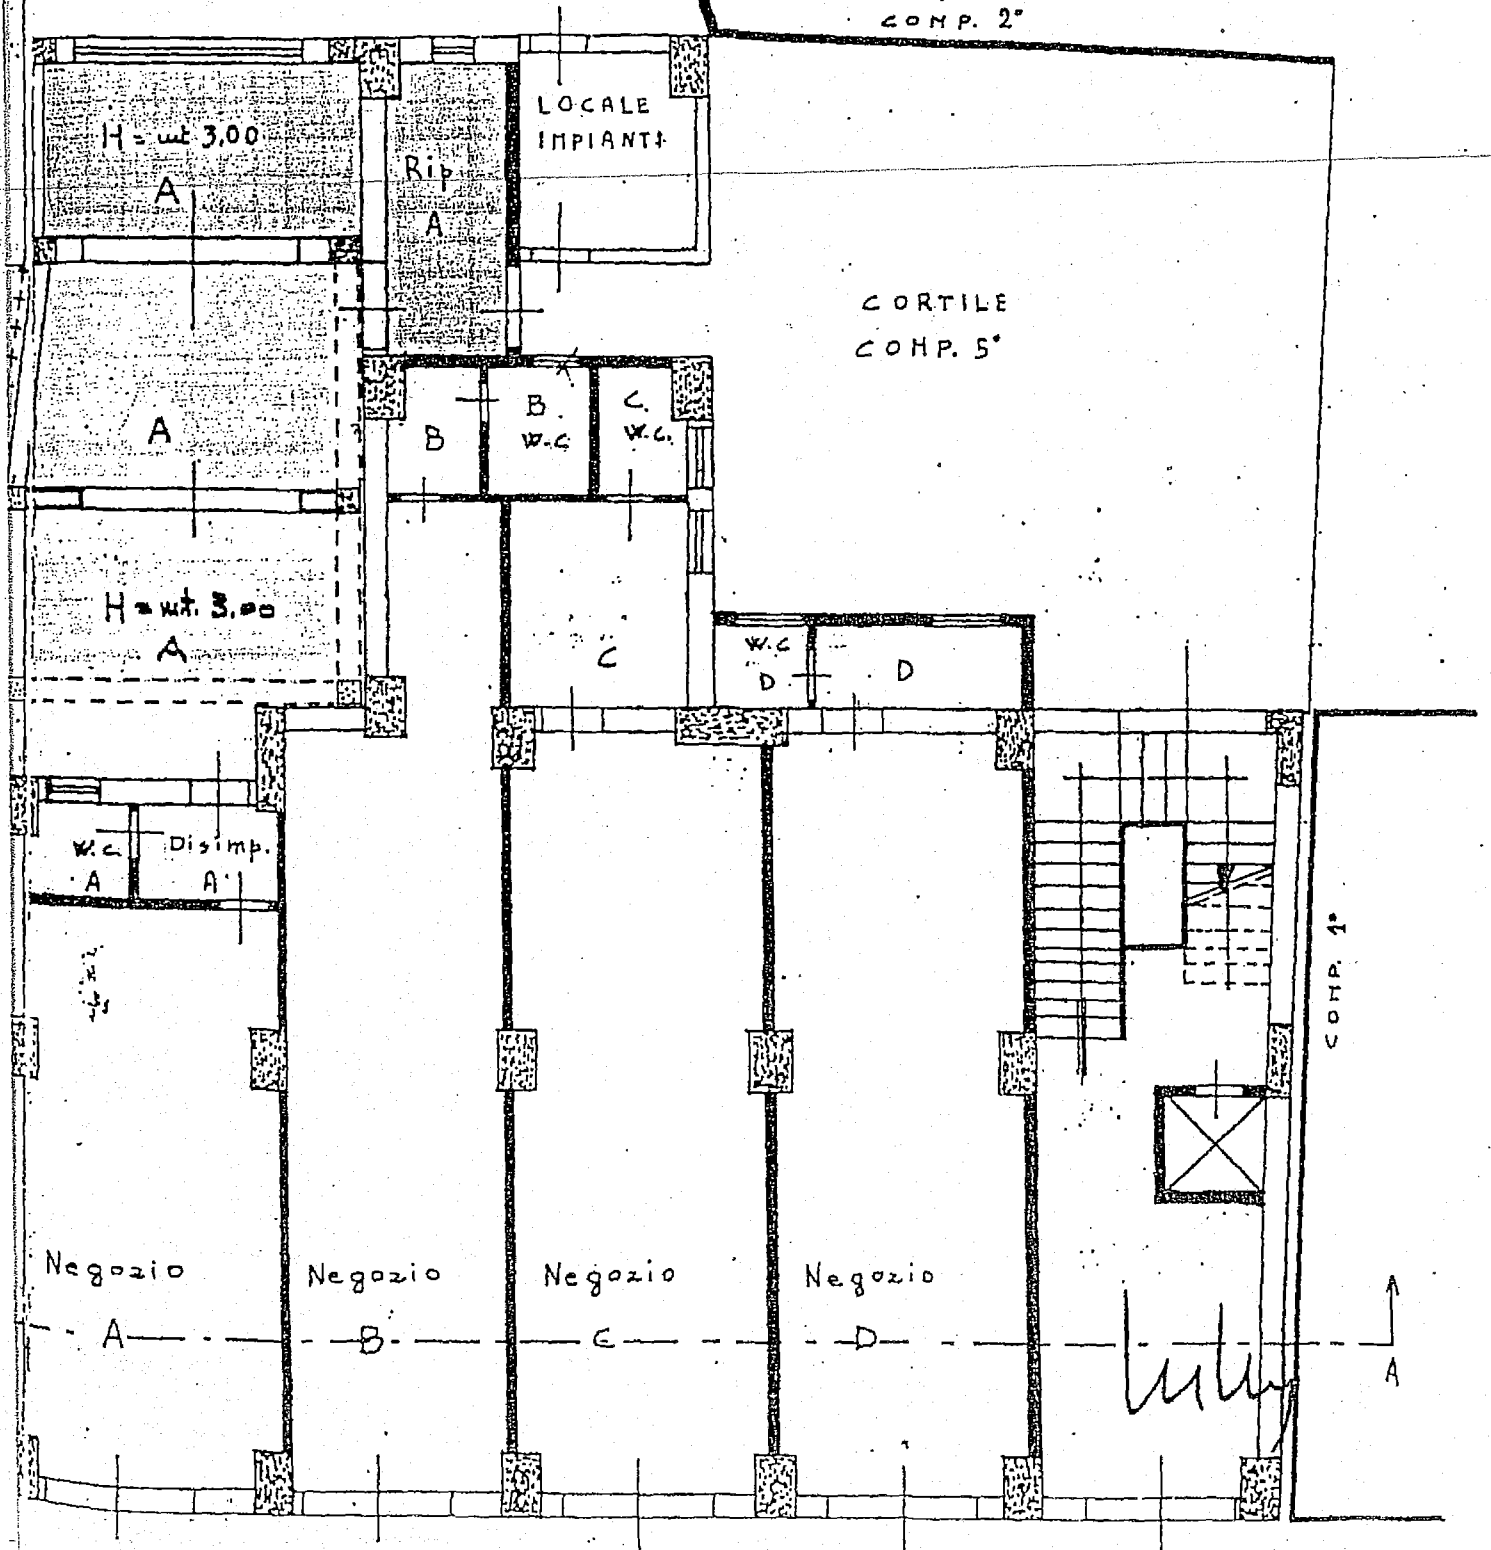 COMP. 2°
H = mt 3,00
A
Rip
A
LOCALE
IMPIANTI
CORTILE
COMP. 5°
A
B
B
W.C
C.
W.C.
H = mt. 3,00
A
C
W.C
D
D
W.C.
A
Disimp.
A
COMP. 1°
Negozio
A
Negozio
B
Negozio
C
Negozio
D
A